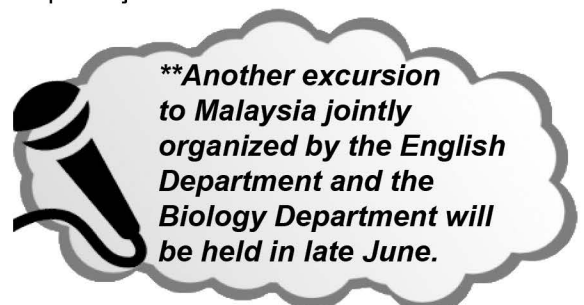 **Another excursion
to Malaysia jointly
organized by the English
Department and the
Biology Department will
be held in late June.